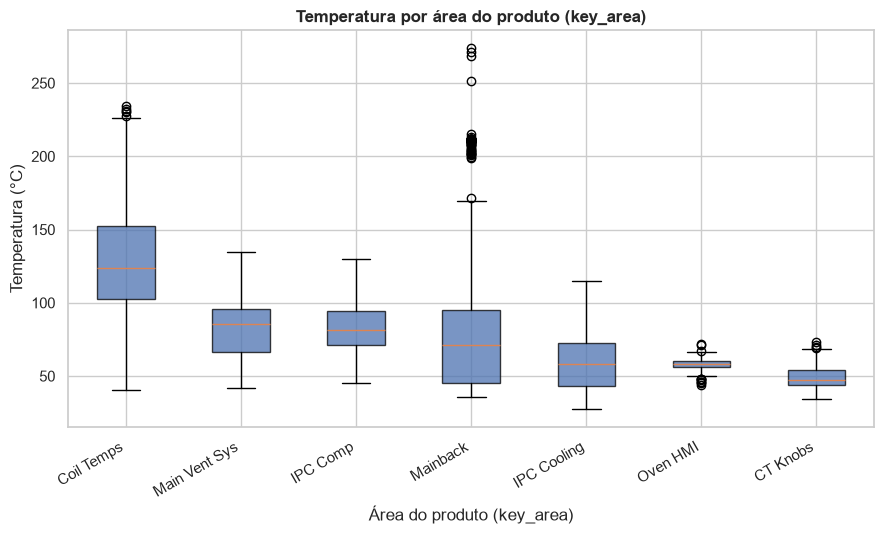 Temperatura por área do produto (key_area)
Temperatura (°C)
250
200
150
100
50
Coil Temps
Main Vent Sys
IPC Comp
Mainback
IPC Cooling
Oven HMI
CT Knobs
Área do produto (key_area)